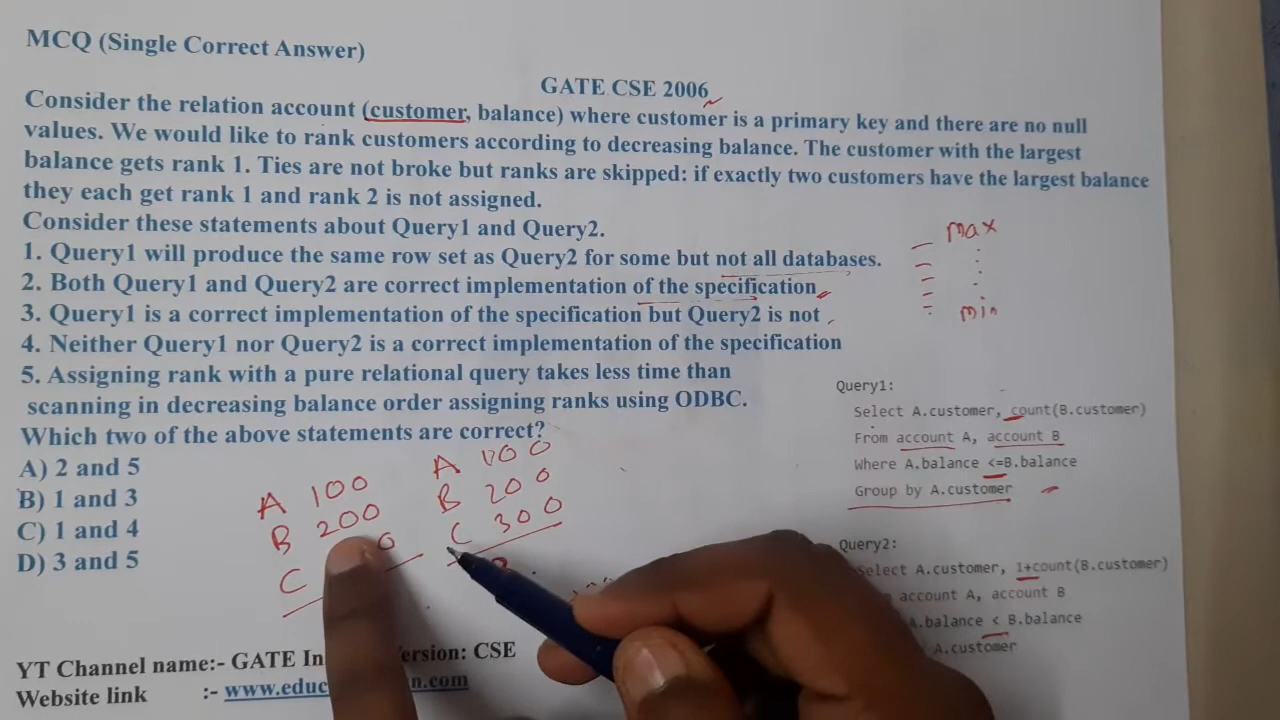 MCQ (Single Correct Answer)
GATE CSE 2006
Consider the relation account (customer, balance) where customer is a primary key and there are no null
values. We would like to rank customers according to decreasing balance. The customer with the largest
balance gets rank 1. Ties are not broke but ranks are skipped: if exactly two customers have the largest balance
they each get rank 1 and rank 2 is not assigned.
Consider these statements about Query1 and Query2.
1. Query1 will produce the same row set as Query2 for some but not all databases.
2. Both Query1 and Query2 are correct implementation of the specification
3. Query1 is a correct implementation of the specification but Query2 is not
4. Neither Query1 nor Query2 is a correct implementation of the specification
5. Assigning rank with a pure relational query takes less time than
scanning in decreasing balance order assigning ranks using ODBC.
Which two of the above statements are correct?
A) 2 and 5
B) 1 and 3
C) 1 and 4
D) 3 and 5
max
min
Query1:
Select A.customer, count(B.customer)
From account A, account B
Where A.balance <=B.balance
Group by A.customer
Query2:
Select A.customer, 1+count(B.customer)
account A, account B
A.balance < B.balance
A.customer
A 100
B 200
C 0
A 100
B 200
C 300
YT Channel name:- GATE In ersion: CSE
Website link :- www.educ n.com